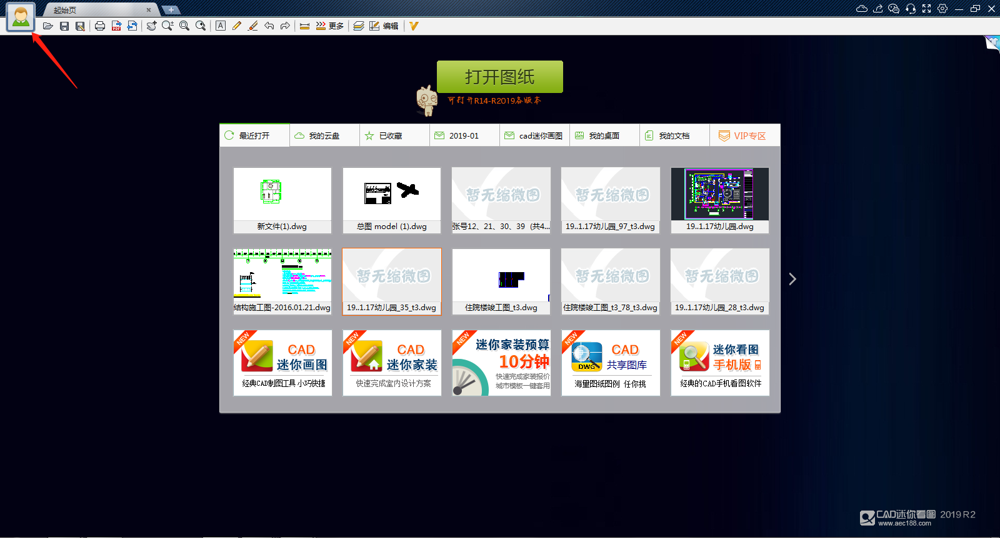 起始页
更多
编辑
打开图纸
可打开R14-R2019各版本
最近打开
我的云盘
已收藏
2019-01
cad迷你画图
我的桌面
我的文档
VIP专区
暂无缩微图
暂无缩微图
新文件(1).dwg
总图 model (1).dwg
张号12、21、30、39（共4...
19..1.17幼儿园_97_t3.dwg
19..1.17幼儿园.dwg
暂无缩微图
暂无缩微图
暂无缩微图
结构施工图-2016.01.21.dwg
19..1.17幼儿园_35_t3.dwg
住院楼竣工图_t3.dwg
住院楼竣工图_t3_78_t3.dwg
19..1.17幼儿园_28_t3.dwg
NEW
CAD
迷你画图
经典CAD制图工具 小巧快捷
NEW
CAD
迷你家装
快速完成室内设计方案
NEW
迷你家装预算
10分钟
快速完成家装报价
城市模板一键套用
NEW
CAD
共享图库
DWG
海量图纸图例 任你挑
NEW
迷你看图
手机版
经典的CAD手机看图软件
CAD迷你看图 2019 R2
www.aec188.com